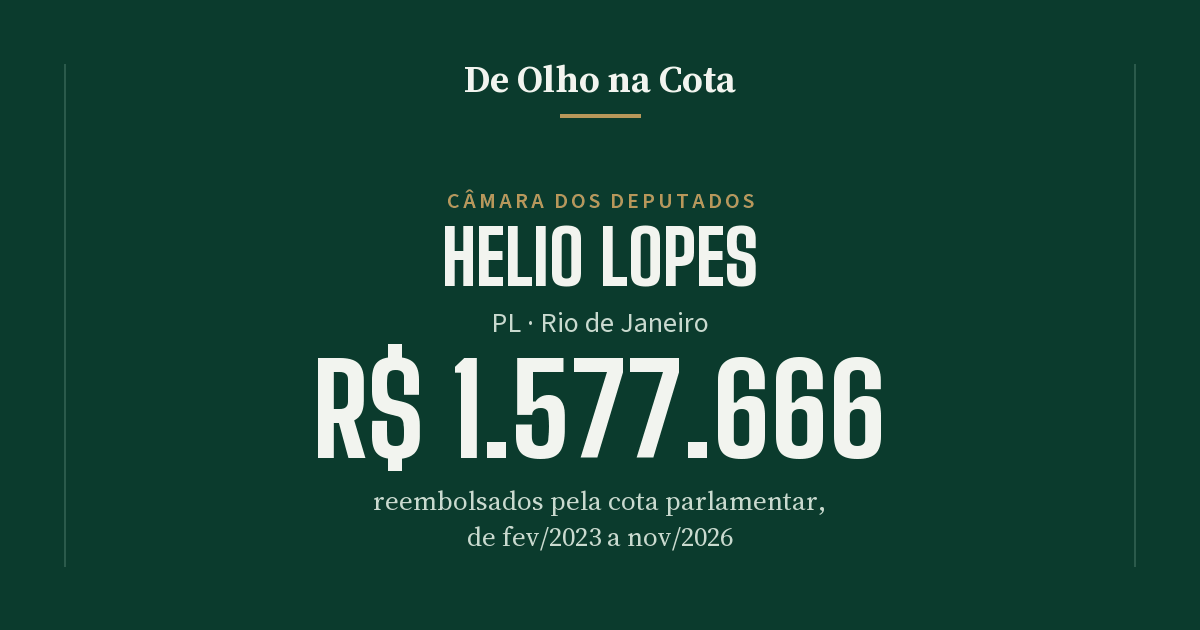 De Olho na Cota
CÂMARA DOS DEPUTADOS
HELIO LOPES
PL · Rio de Janeiro
R$ 1.577.666
reembolsados pela cota parlamentar,
de fev/2023 a nov/2026